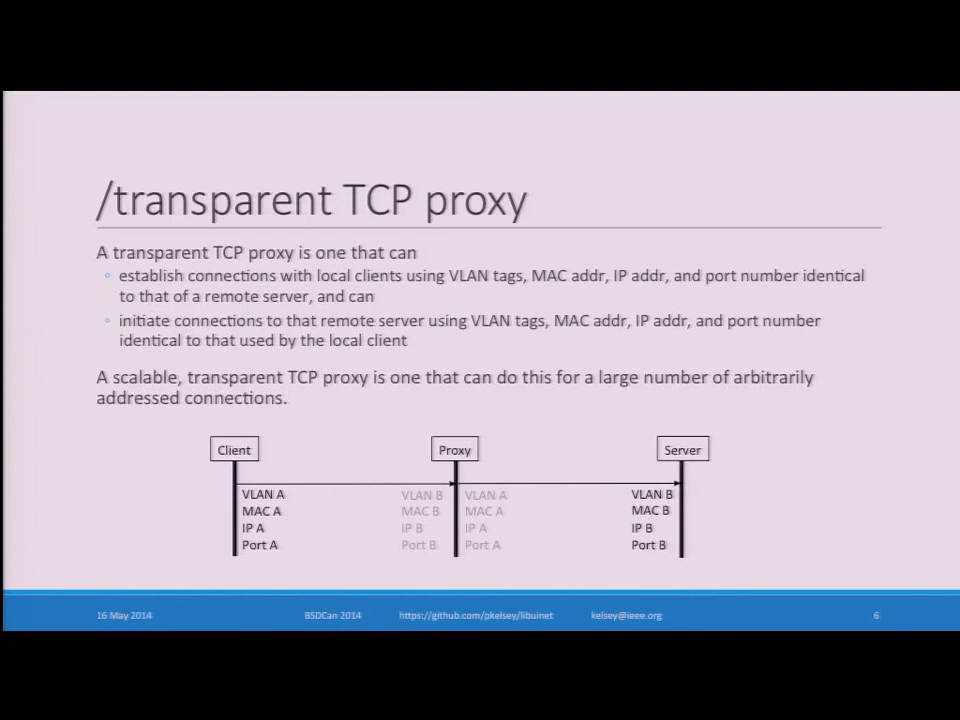 /transparent TCP proxy
A transparent TCP proxy is one that can
◦ establish connections with local clients using VLAN tags, MAC addr, IP addr, and port number identical
to that of a remote server, and can
◦ initiate connections to that remote server using VLAN tags, MAC addr, IP addr, and port number
identical to that used by the local client
A scalable, transparent TCP proxy is one that can do this for a large number of arbitrarily
addressed connections.
Client Proxy Server
VLAN A VLAN B VLAN A VLAN B
MAC A MAC B MAC A MAC B
IP A IP B IP A IP B
Port A Port B Port A Port B
16 May 2014 BSDCan 2014 https://github.com/pkelsey/libuinet kelsey@ieee.org 6